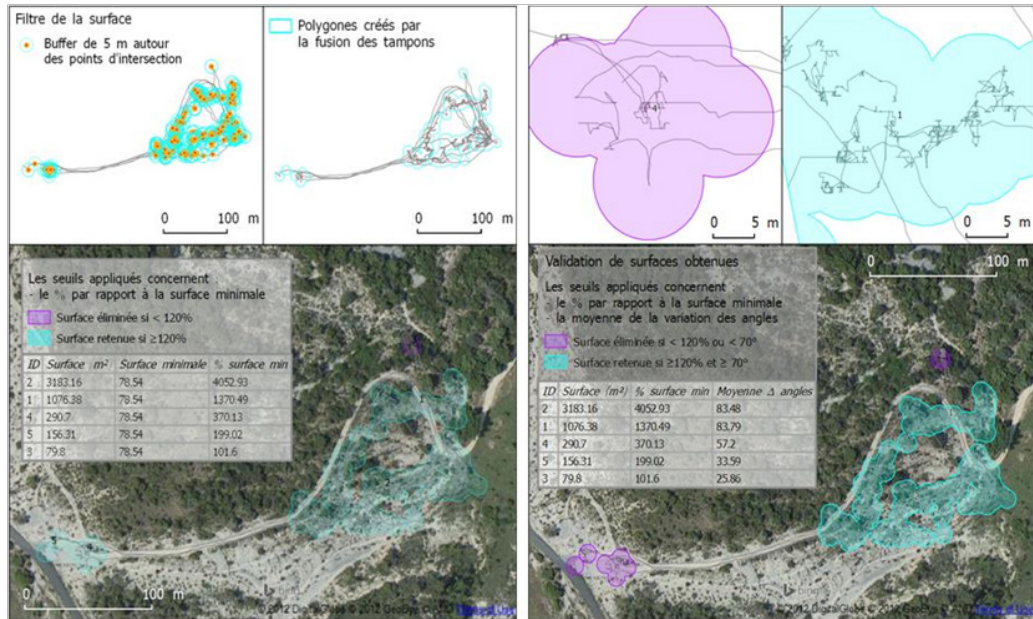 Filtre de la surface
Buffer de 5 m autour
des points d'intersection
0 100 m
Polygones créés par
la fusion des tampons
0 100 m
4
0 5 m
1
0 5 m
Les seuils appliqués concernent
- le % par rapport à la surface minimale
Surface éliminée si < 120%
Surface retenue si ≥120%
ID Surface m² Surface minimale % surface min
2 3183.16 78.54 4052.93
1 1076.38 78.54 1370.49
4 290.7 78.54 370.13
5 156.31 78.54 199.02
3 79.8 78.54 101.6
0 100 m
© 2012 DigitalGlobe © 2012 GeoEye
Validation de surfaces obtenues
Les seuils appliqués concernent :
- le % par rapport à la surface minimale
- la moyenne de la variation des angles
Surface éliminée si < 120% ou < 70°
Surface retenue si ≥120% et ≥ 70°
ID Surface (m²) % surface min Moyenne Δ angles
2 3183.16 4052.93 83.48
1 1076.38 1370.49 83.79
4 290.7 370.13 57.2
5 156.31 199.02 33.59
3 79.8 101.6 25.86
0 100 m
bing
2012 DigitalGlobe © 2012 GeoEye